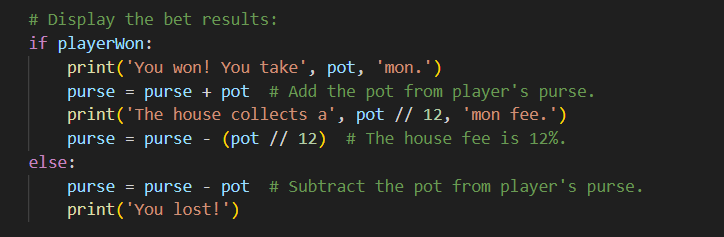 # Display the bet results:
if playerWon:
    print('You won! You take', pot, 'mon.')
    purse = purse + pot  # Add the pot from player's purse.
    print('The house collects a', pot // 12, 'mon fee.')
    purse = purse - (pot // 12)  # The house fee is 12%.
else:
    purse = purse - pot  # Subtract the pot from player's purse.
    print('You lost!')